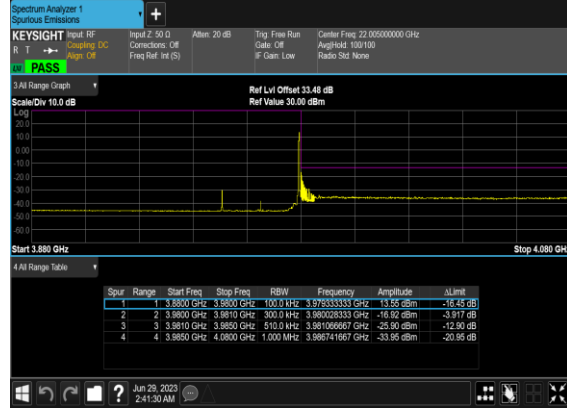 Spectrum Analyzer 1
Spurious Emissions
KEYSIGHT Input: RF Input Z: 50 Ω Atten: 20 dB Trig: Free Run Center Freq: 22.005000000 GHz
R T Coupling: DC Corrections: Off Gate: Off Avg|Hold: 100/100
Align: Off Freq Ref: Int (S) IF Gain: Low Radio Std: None
LW PASS
3 All Range Graph Ref Lvl Offset 33.48 dB
Scale/Div 10.0 dB Ref Value 30.00 dBm
Log
20.0
10.0
0.00
-10.0
-20.0
-30.0
-40.0
-50.0
-60.0
Start 3.880 GHz Stop 4.080 GHz
4 All Range Table
Spur Range Start Freq Stop Freq RBW Frequency Amplitude ΔLimit
1 1 3.8800 GHz 3.9800 GHz 100.0 kHz 3.979333333 GHz 13.55 dBm -16.45 dB
2 2 3.9800 GHz 3.9810 GHz 300.0 kHz 3.980028333 GHz -16.92 dBm -3.917 dB
3 3 3.9810 GHz 3.9850 GHz 510.0 kHz 3.981066667 GHz -25.90 dBm -12.90 dB
4 4 3.9850 GHz 4.0800 GHz 1.000 MHz 3.986741667 GHz -33.95 dBm -20.95 dB
? Jun 29, 2023
2:41:30 AM